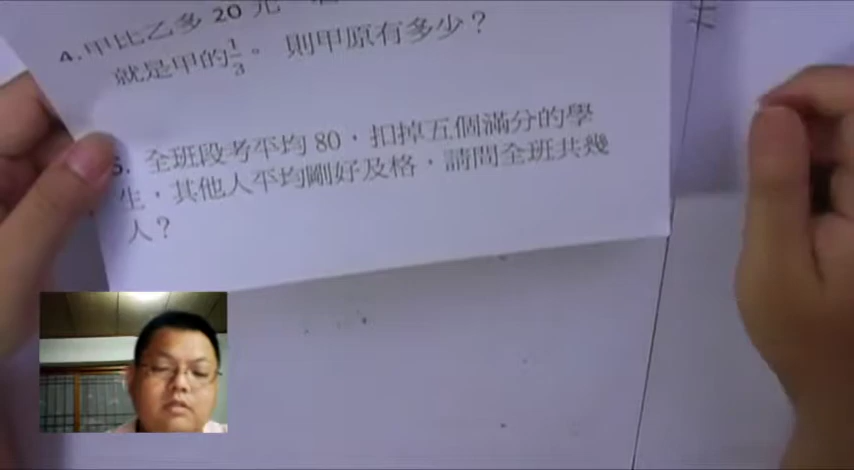 4.甲比乙多 20 元
就是甲的1/3。 則甲原有多少？
5. 全班段考平均 80，扣掉五個滿分的學
生，其他人平均剛好及格，請問全班共幾
人？